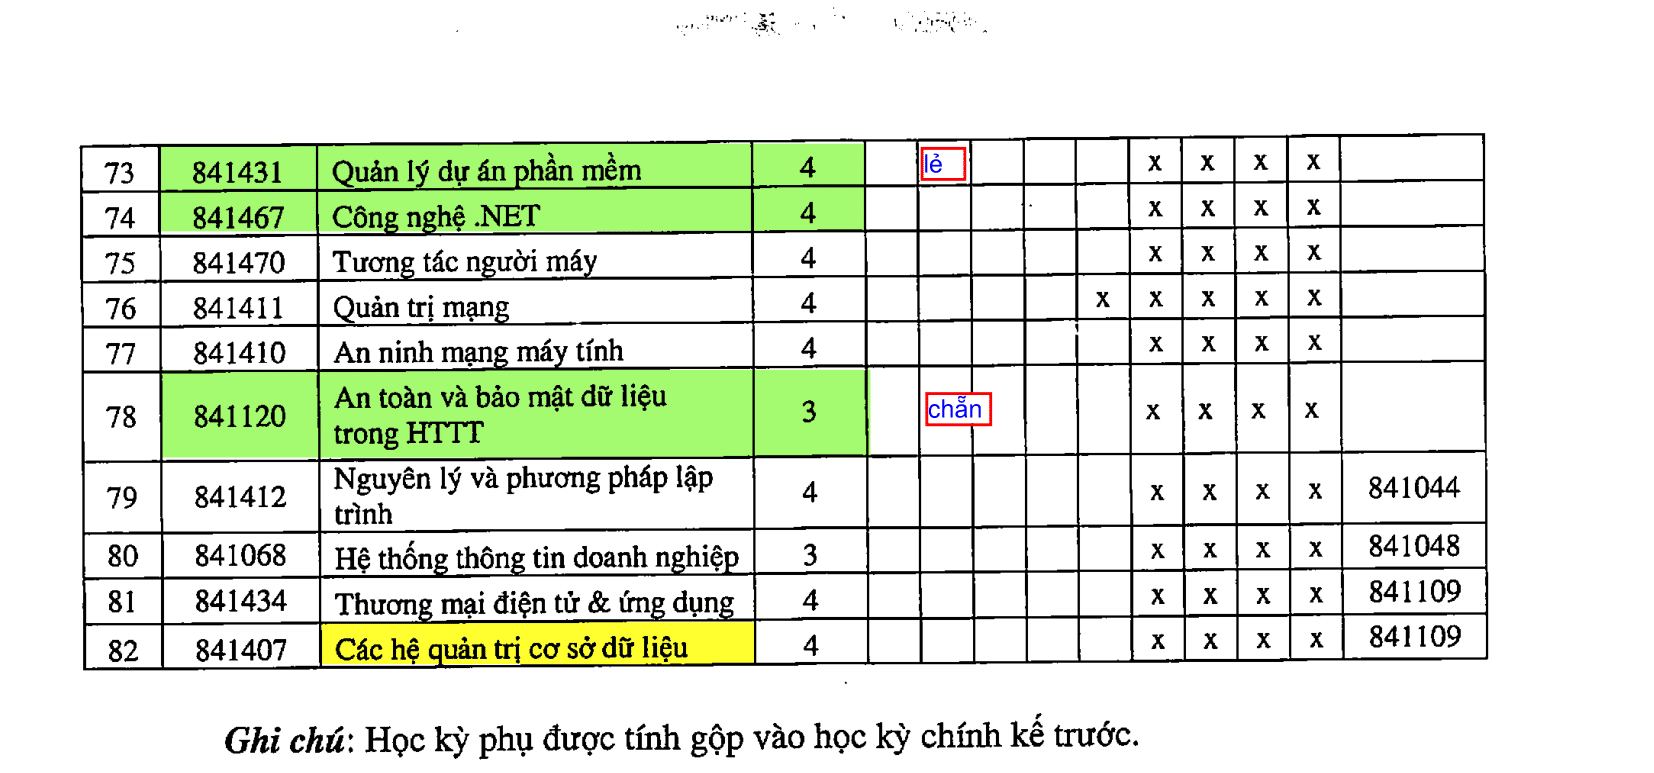 73 841431 Quản lý dự án phần mềm 4 lẻ x x x x
74 841467 Công nghệ .NET 4 x x x x
75 841470 Tương tác người máy 4 x x x x
76 841411 Quản trị mạng 4 x x x x x
77 841410 An ninh mạng máy tính 4 x x x x
78 841120 An toàn và bảo mật dữ liệu
trong HTTT 3 chẵn x x x x
79 841412 Nguyên lý và phương pháp lập
trình 4 x x x x 841044
80 841068 Hệ thống thông tin doanh nghiệp 3 x x x x 841048
81 841434 Thương mại điện tử & ứng dụng 4 x x x x 841109
82 841407 Các hệ quản trị cơ sở dữ liệu 4 x x x x 841109
Ghi chú: Học kỳ phụ được tính gộp vào học kỳ chính kế trước.